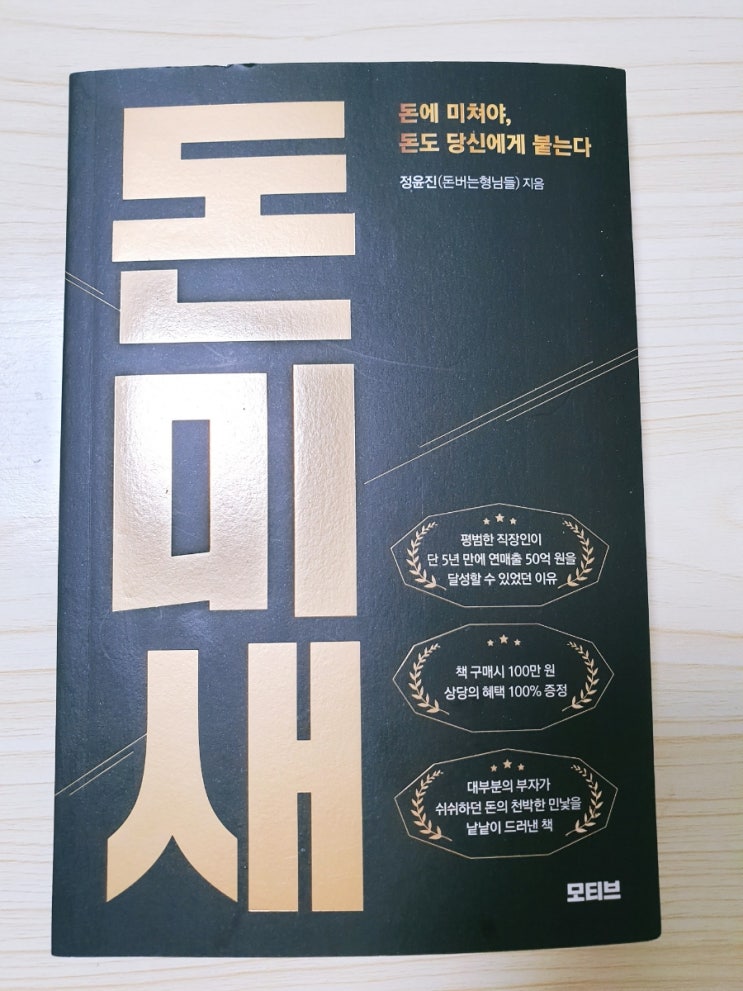 돈미새
돈에 미쳐야,
돈도 당신에게 붙는다
정윤진(돈버는형님들) 지음
평범한 직장인이
단 5년 만에 연매출 50억 원을
달성할 수 있었던 이유
책 구매시 100만 원
상당의 혜택 100% 증정
대부분의 부자가
쉬쉬하던 돈의 천박한 민낯을
낱낱이 드러낸 책
모티브